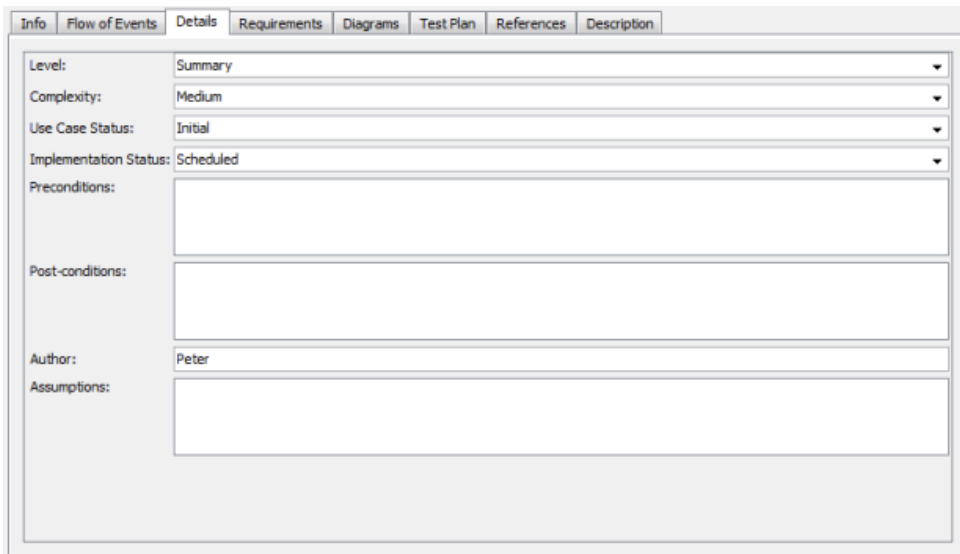 Info Flow of Events Details Requirements Diagrams Test Plan References Description
Level: Summary
Complexity: Medium
Use Case Status: Initial
Implementation Status: Scheduled
Preconditions:
Post-conditions:
Author: Peter
Assumptions: